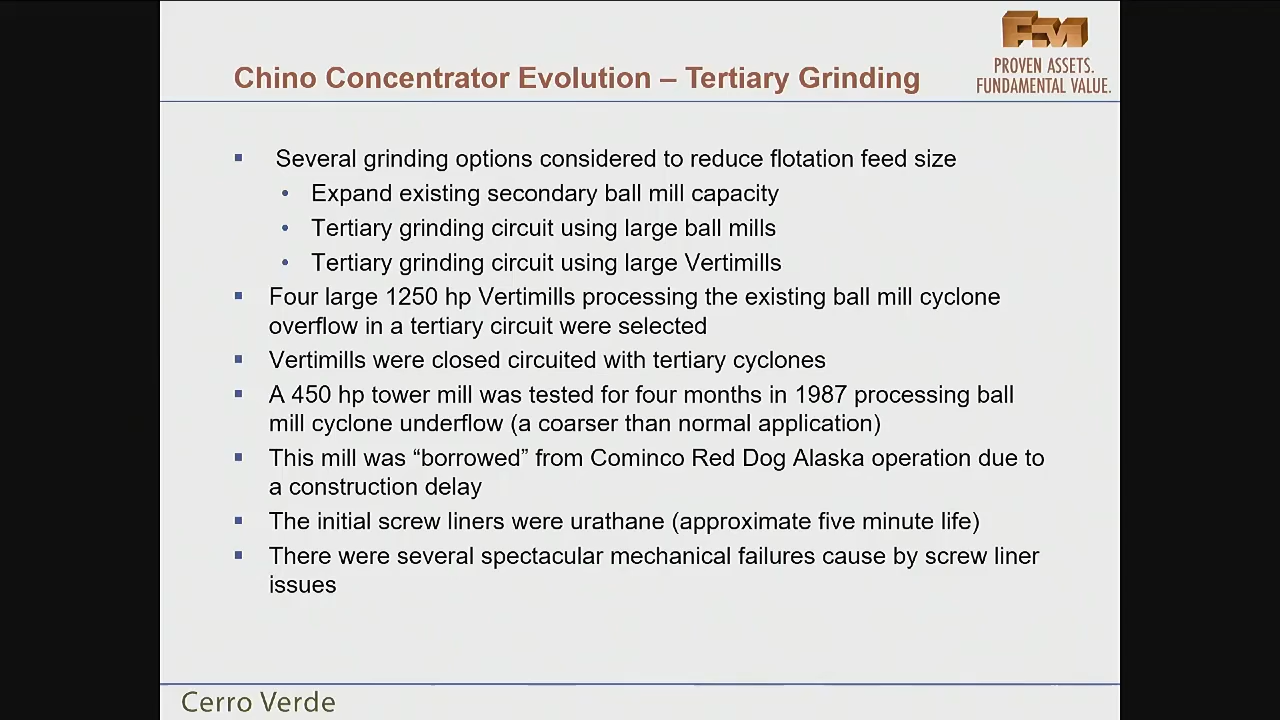 FM
PROVEN ASSETS.
FUNDAMENTAL VALUE.
Chino Concentrator Evolution – Tertiary Grinding
Several grinding options considered to reduce flotation feed size
Expand existing secondary ball mill capacity
Tertiary grinding circuit using large ball mills
Tertiary grinding circuit using large Vertimills
Four large 1250 hp Vertimills processing the existing ball mill cyclone
overflow in a tertiary circuit were selected
Vertimills were closed circuited with tertiary cyclones
A 450 hp tower mill was tested for four months in 1987 processing ball
mill cyclone underflow (a coarser than normal application)
This mill was “borrowed” from Cominco Red Dog Alaska operation due to
a construction delay
The initial screw liners were urathane (approximate five minute life)
There were several spectacular mechanical failures cause by screw liner
issues
Cerro Verde